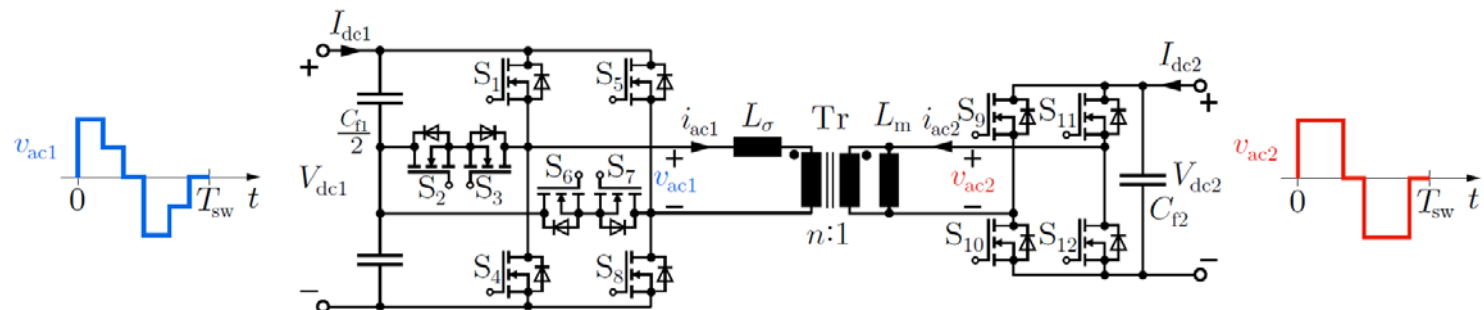 v_ac1
0
T_sw
t
I_dc1
+
C_f1/2
V_dc1
−
S_1
S_5
S_2
S_3
S_6
S_7
S_4
S_8
i_ac1
L_σ
Tr
L_m
i_ac2
+
v_ac1
−
n:1
+
v_ac2
−
S_9
S_11
S_10
S_12
I_dc2
+
V_dc2
C_f2
−
v_ac2
0
T_sw
t